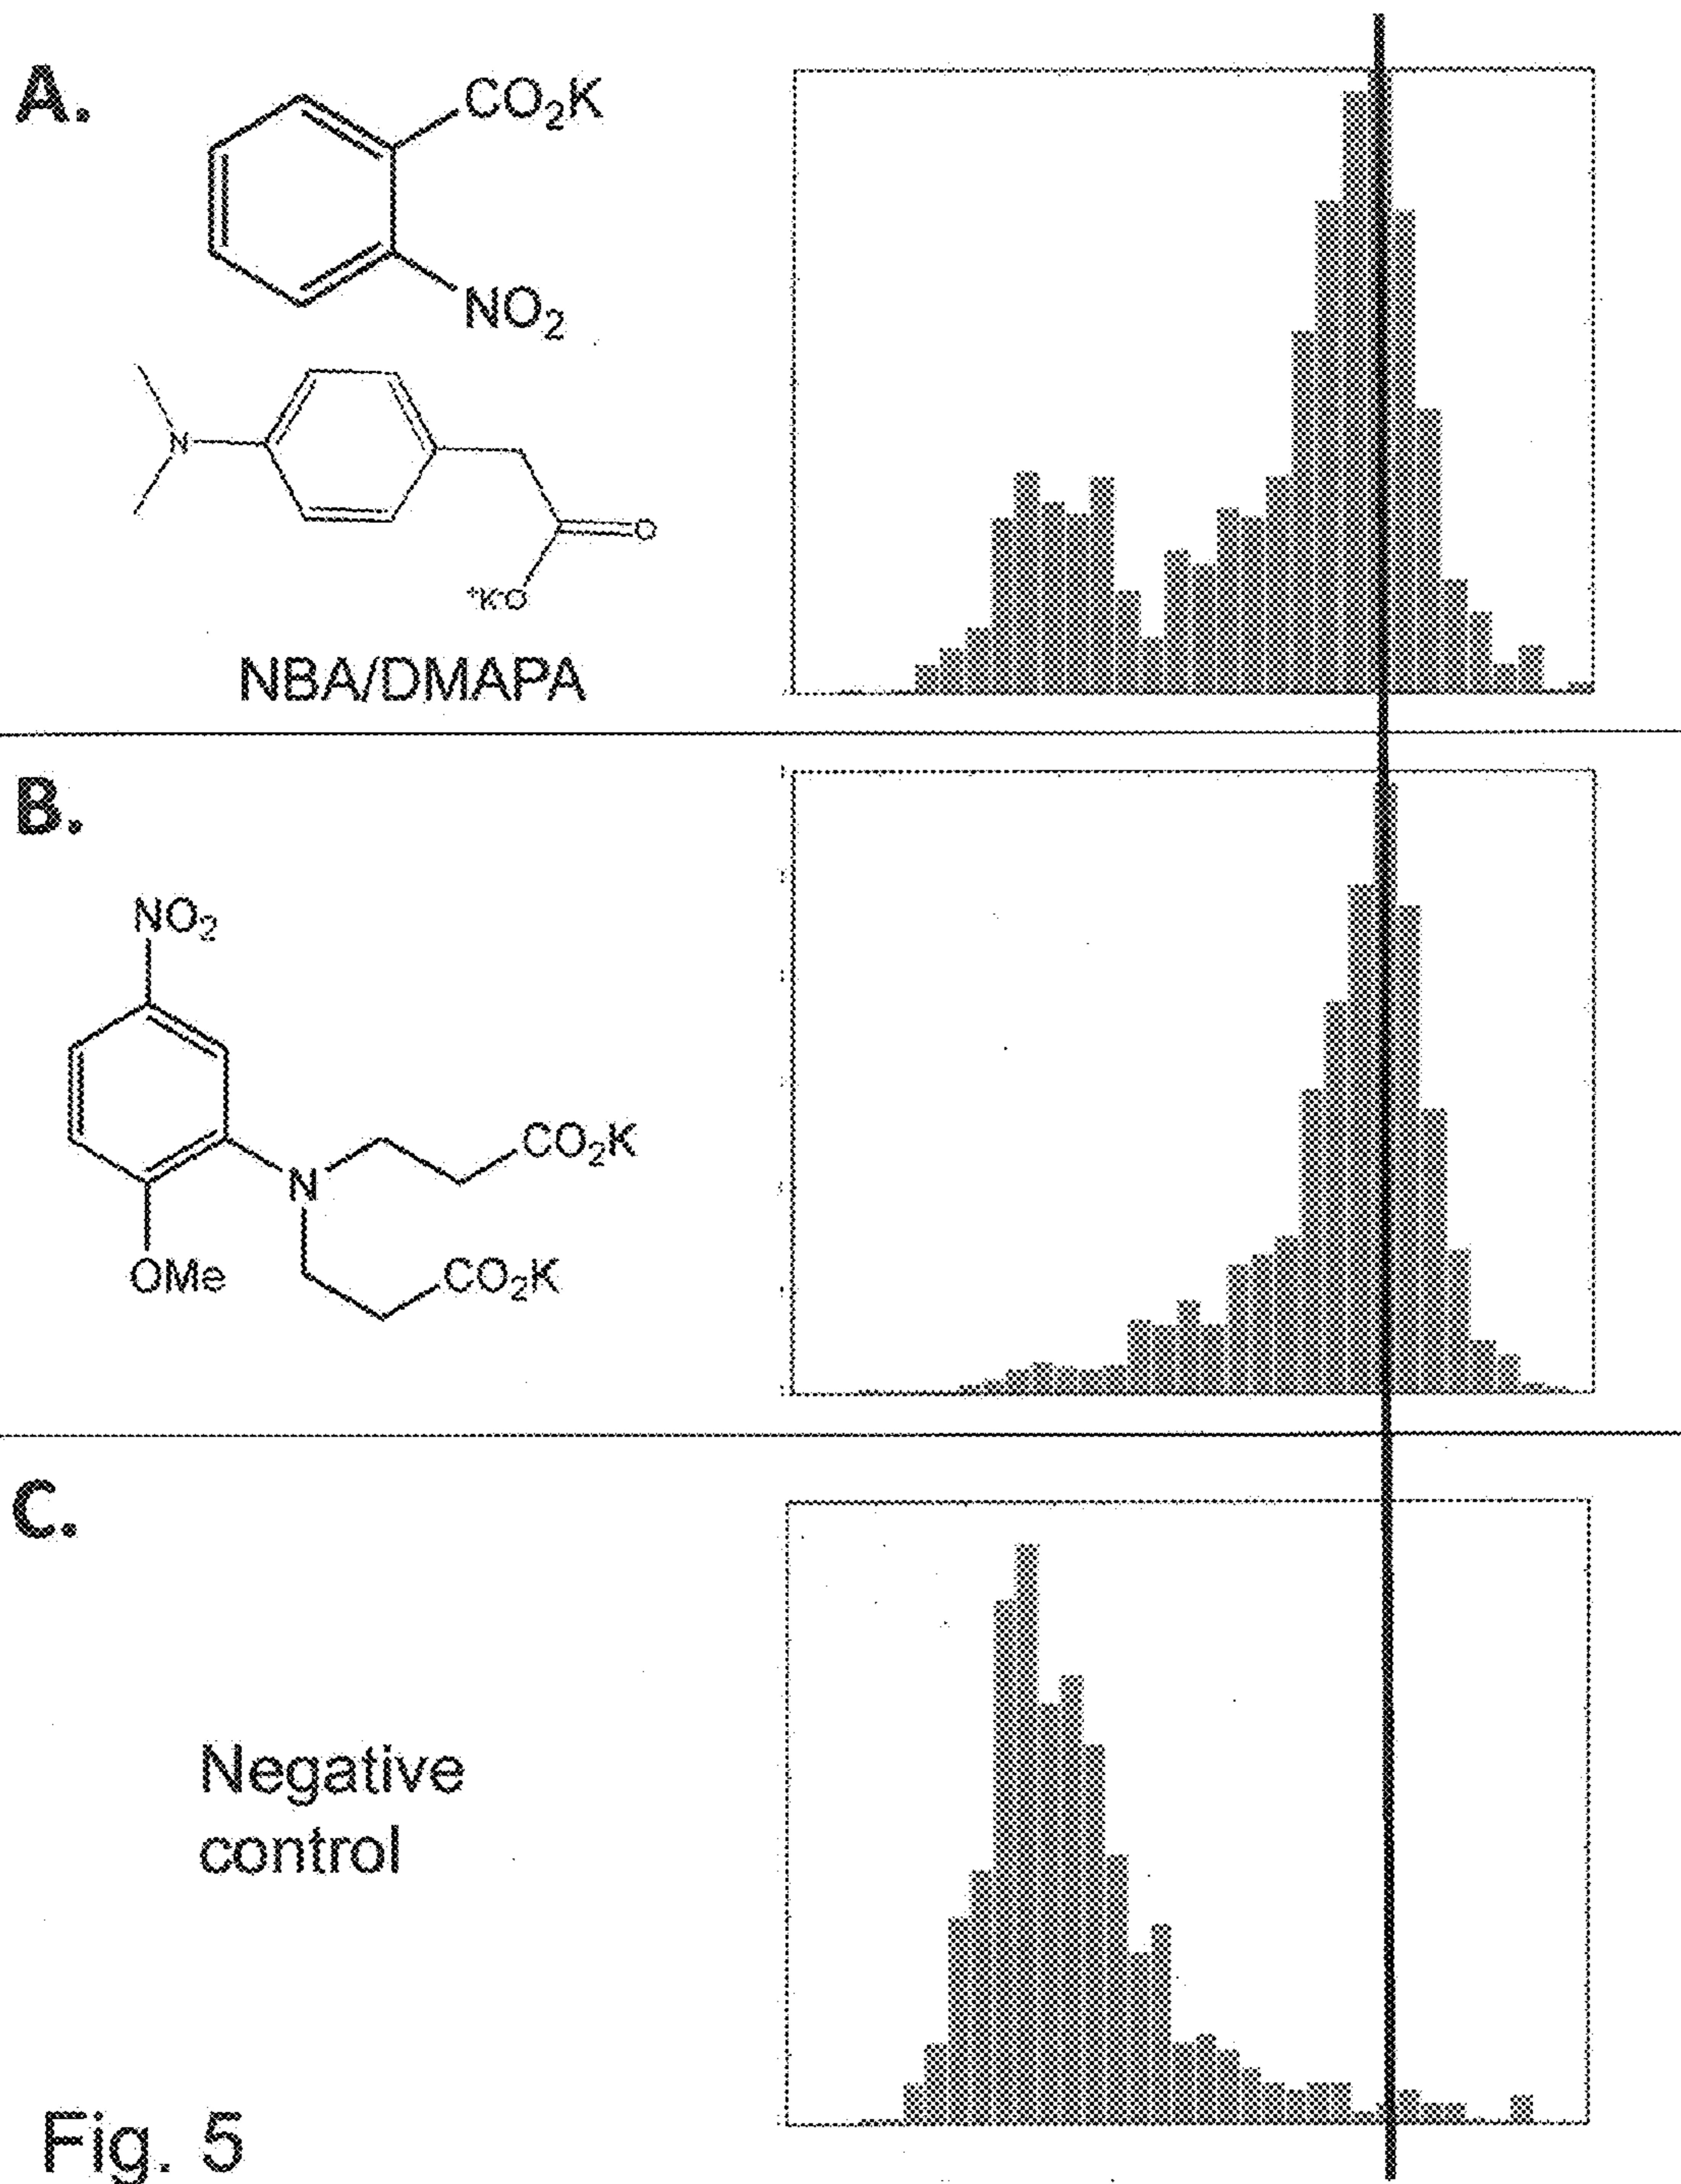 A.
CO₂K
NO₂
N
O
⁺K⁻O
NBA/DMAPA
B.
NO₂
CO₂K
N
OMe
CO₂K
C.
Negative
control
Fig. 5